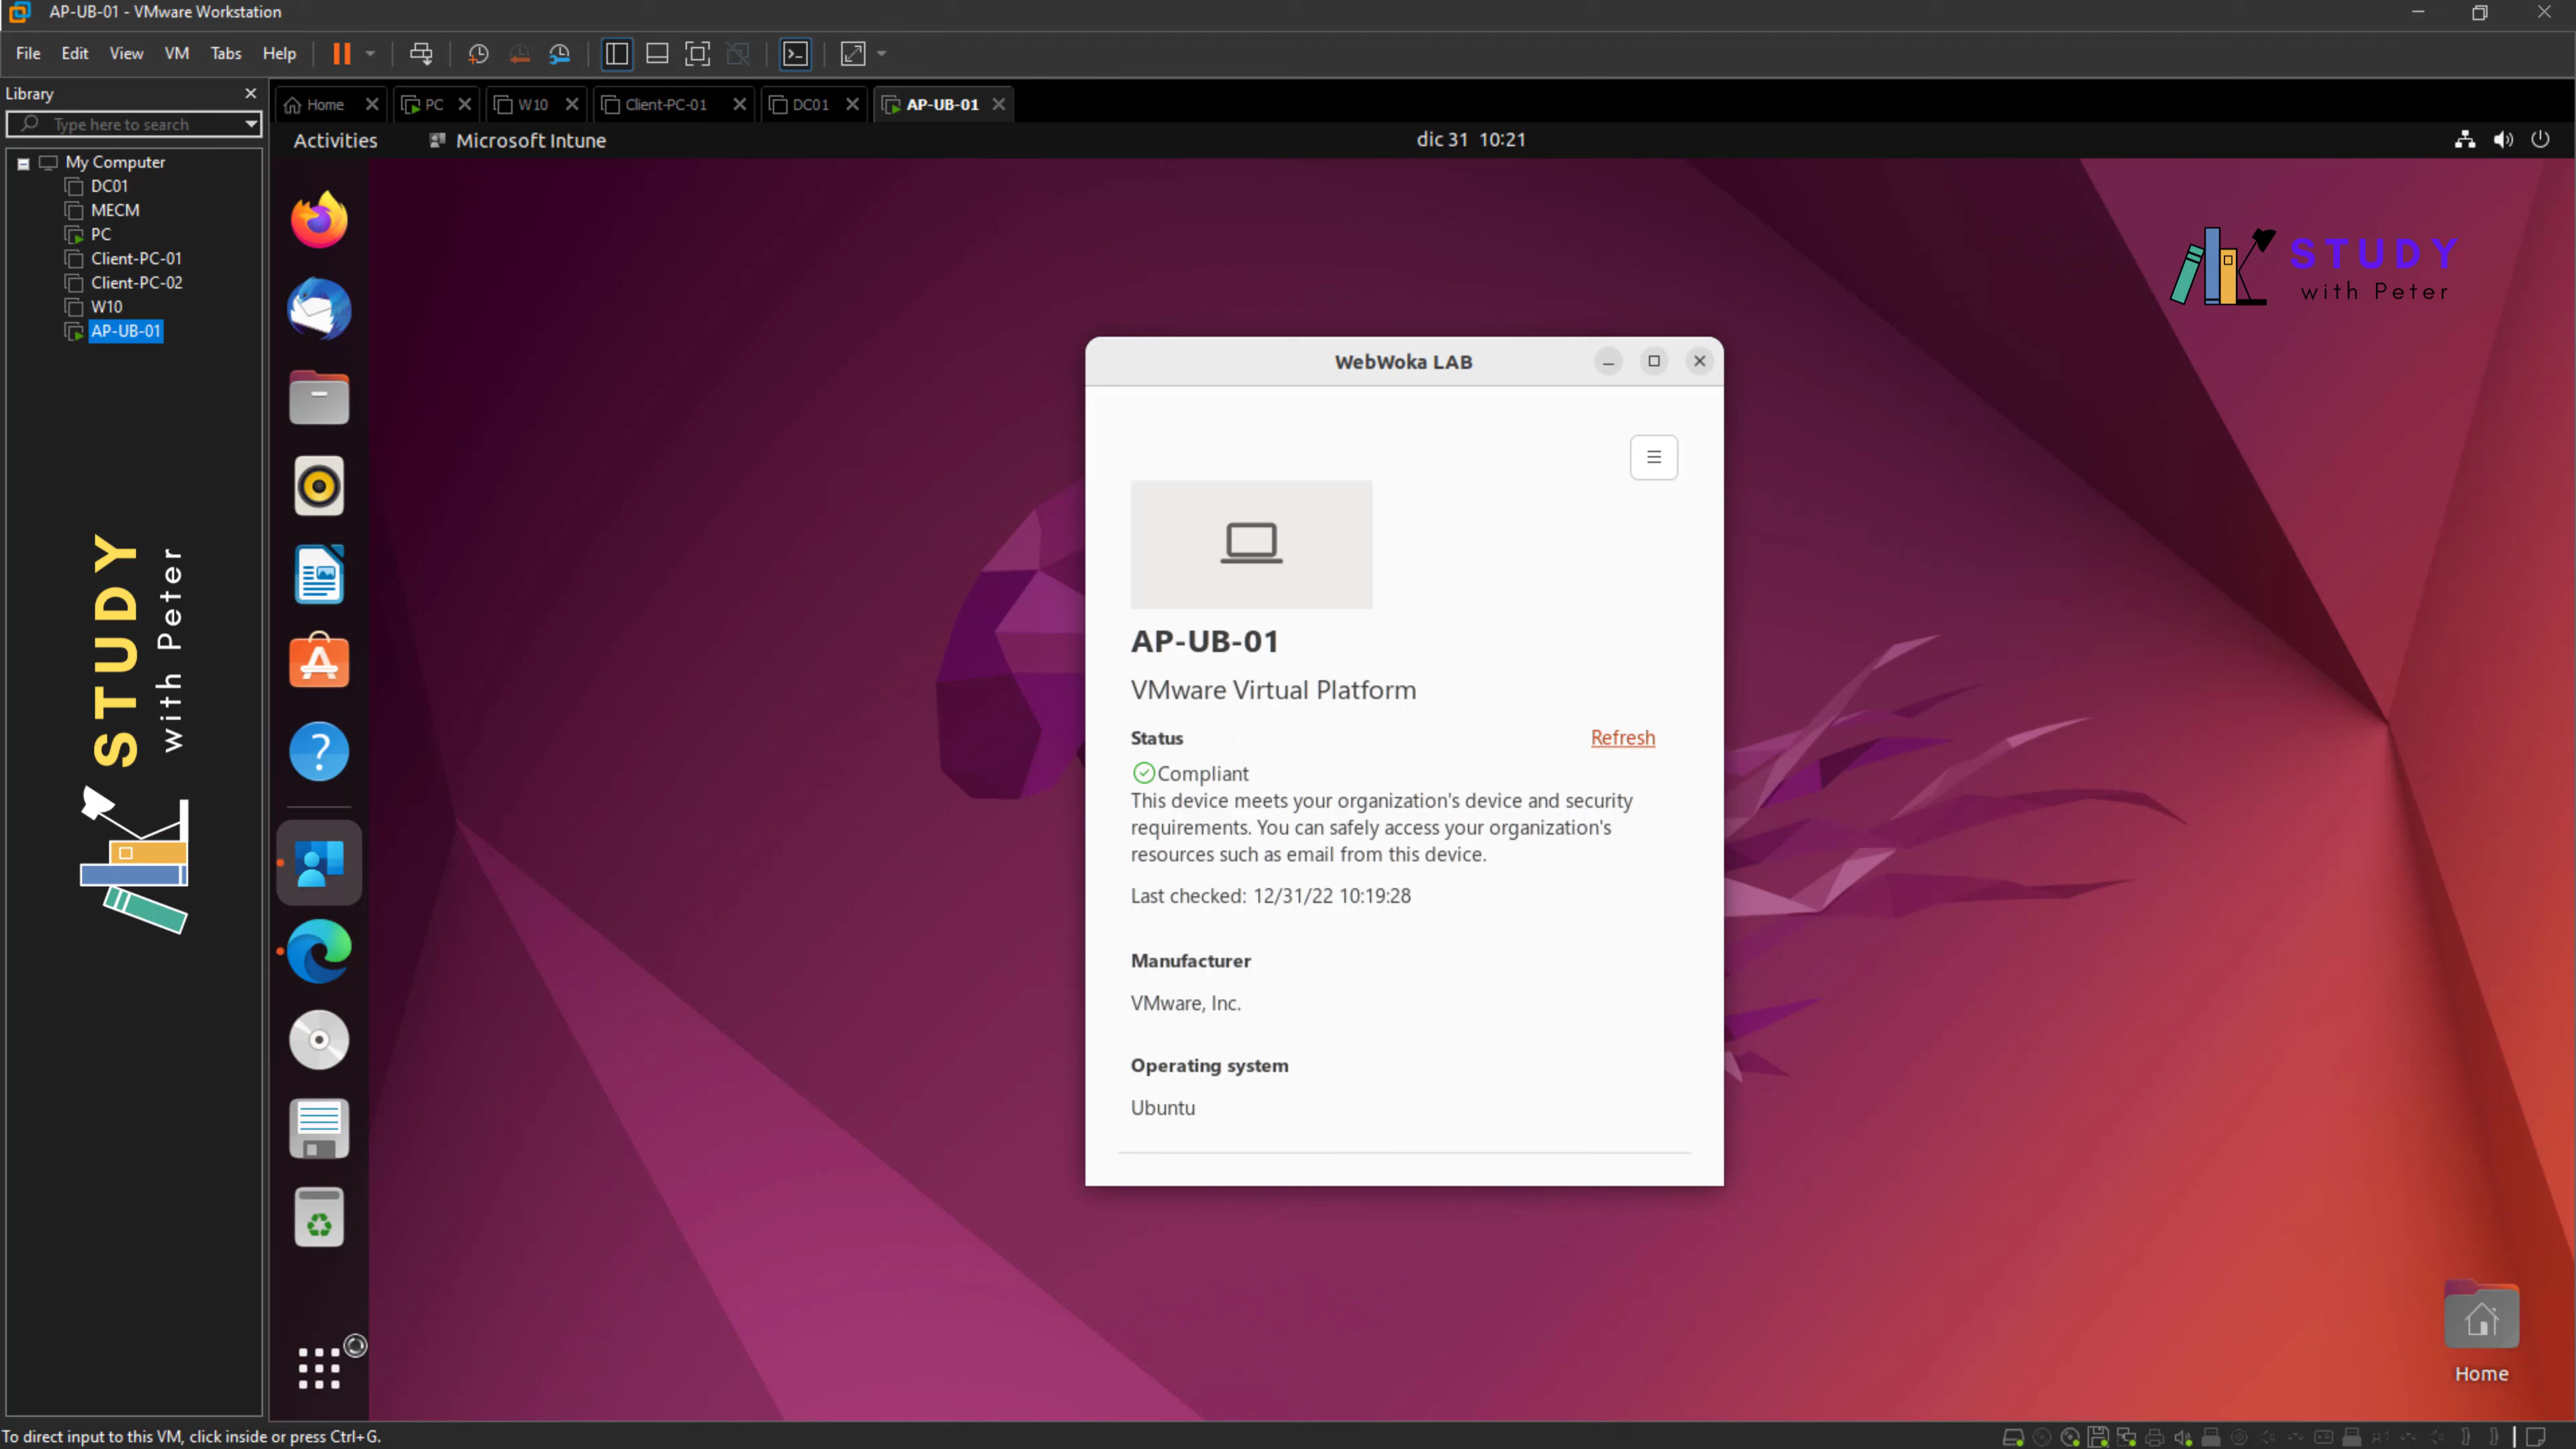 AP-UB-01 - VMware Workstation
File Edit View VM Tabs Help
Library
Type here to search
My Computer
DC01
MECM
PC
Client-PC-01
Client-PC-02
W10
AP-UB-01
STUDY
with Peter
Home PC W10 Client-PC-01 DC01 AP-UB-01
Activities Microsoft Intune dic 31 10:21
STUDY
with Peter
WebWoka LAB
AP-UB-01
VMware Virtual Platform
Status Refresh
Compliant
This device meets your organization's device and security
requirements. You can safely access your organization's
resources such as email from this device.
Last checked: 12/31/22 10:19:28
Manufacturer
VMware, Inc.
Operating system
Ubuntu
Home
To direct input to this VM, click inside or press Ctrl+G.